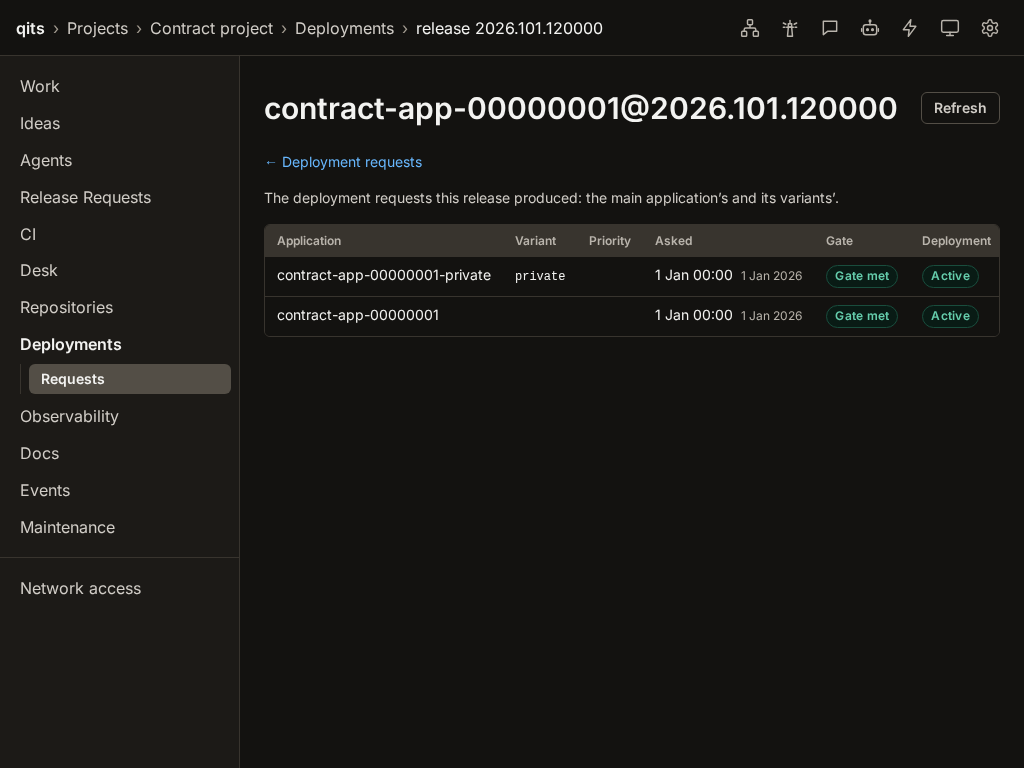 qits › Projects › Contract project › Deployments › release 2026.101.120000
Work
Ideas
Agents
Release Requests
CI
Desk
Repositories
Deployments
Requests
Observability
Docs
Events
Maintenance
Network access
contract-app-00000001@2026.101.120000
Refresh
← Deployment requests
The deployment requests this release produced: the main application’s and its variants’.
Application Variant Priority Asked Gate Deployment
contract-app-00000001-private private 1 Jan 00:00 1 Jan 2026 Gate met Active
contract-app-00000001 1 Jan 00:00 1 Jan 2026 Gate met Active